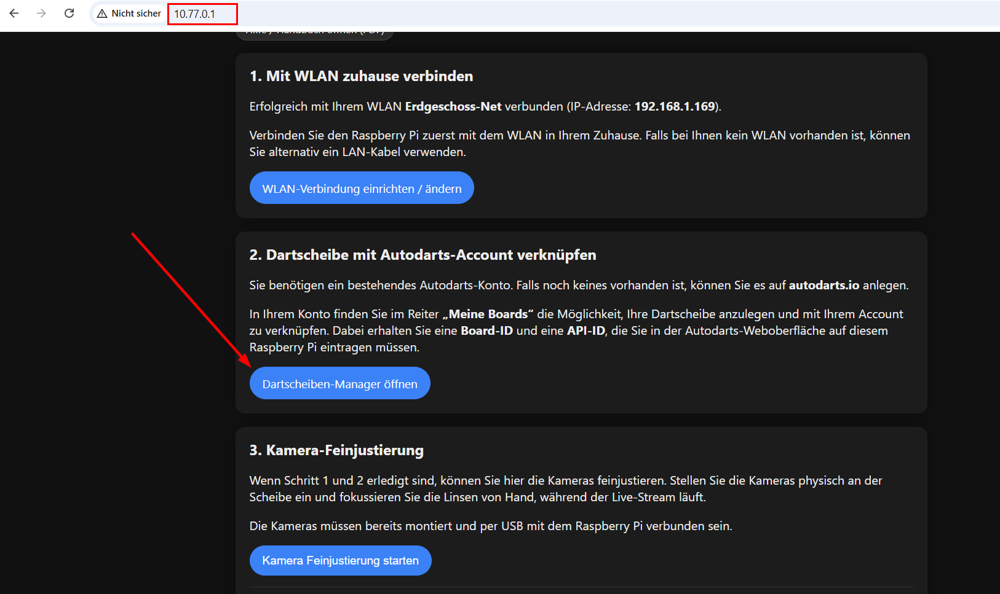 Nicht sicher
10.77.0.1
Hilfe / Handbuch öffnen (PDF)
1. Mit WLAN zuhause verbinden
Erfolgreich mit Ihrem WLAN Erdgeschoss-Net verbunden (IP-Adresse: 192.168.1.169).
Verbinden Sie den Raspberry Pi zuerst mit dem WLAN in Ihrem Zuhause. Falls bei Ihnen kein WLAN vorhanden ist, können
Sie alternativ ein LAN-Kabel verwenden.
WLAN-Verbindung einrichten / ändern
2. Dartscheibe mit Autodarts-Account verknüpfen
Sie benötigen ein bestehendes Autodarts-Konto. Falls noch keines vorhanden ist, können Sie es auf autodarts.io anlegen.
In Ihrem Konto finden Sie im Reiter „Meine Boards“ die Möglichkeit, Ihre Dartscheibe anzulegen und mit Ihrem Account
zu verknüpfen. Dabei erhalten Sie eine Board-ID und eine API-ID, die Sie in der Autodarts-Weboberfläche auf diesem
Raspberry Pi eintragen müssen.
Dartscheiben-Manager öffnen
3. Kamera-Feinjustierung
Wenn Schritt 1 und 2 erledigt sind, können Sie hier die Kameras feinjustieren. Stellen Sie die Kameras physisch an der
Scheibe ein und fokussieren Sie die Linsen von Hand, während der Live-Stream läuft.
Die Kameras müssen bereits montiert und per USB mit dem Raspberry Pi verbunden sein.
Kamera Feinjustierung starten